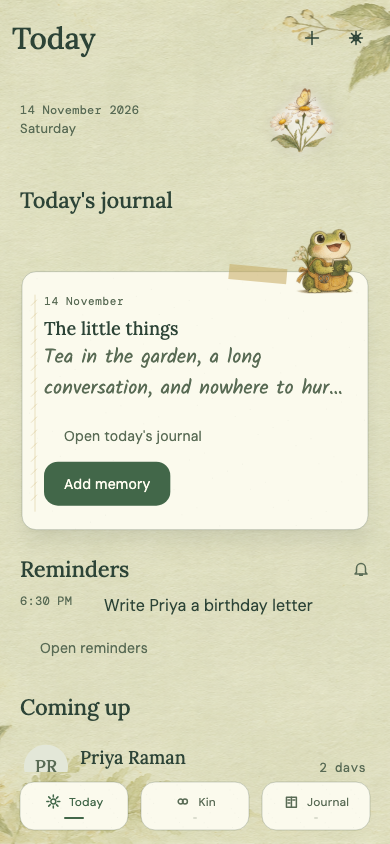 Today
14 November 2026
Saturday
Today's journal
14 November
The little things
Tea in the garden, a long
conversation, and nowhere to hur...
Open today's journal
Add memory
Reminders
6:30 PM Write Priya a birthday letter
Open reminders
Coming up
PR Priya Raman 2 days
Today Kin Journal